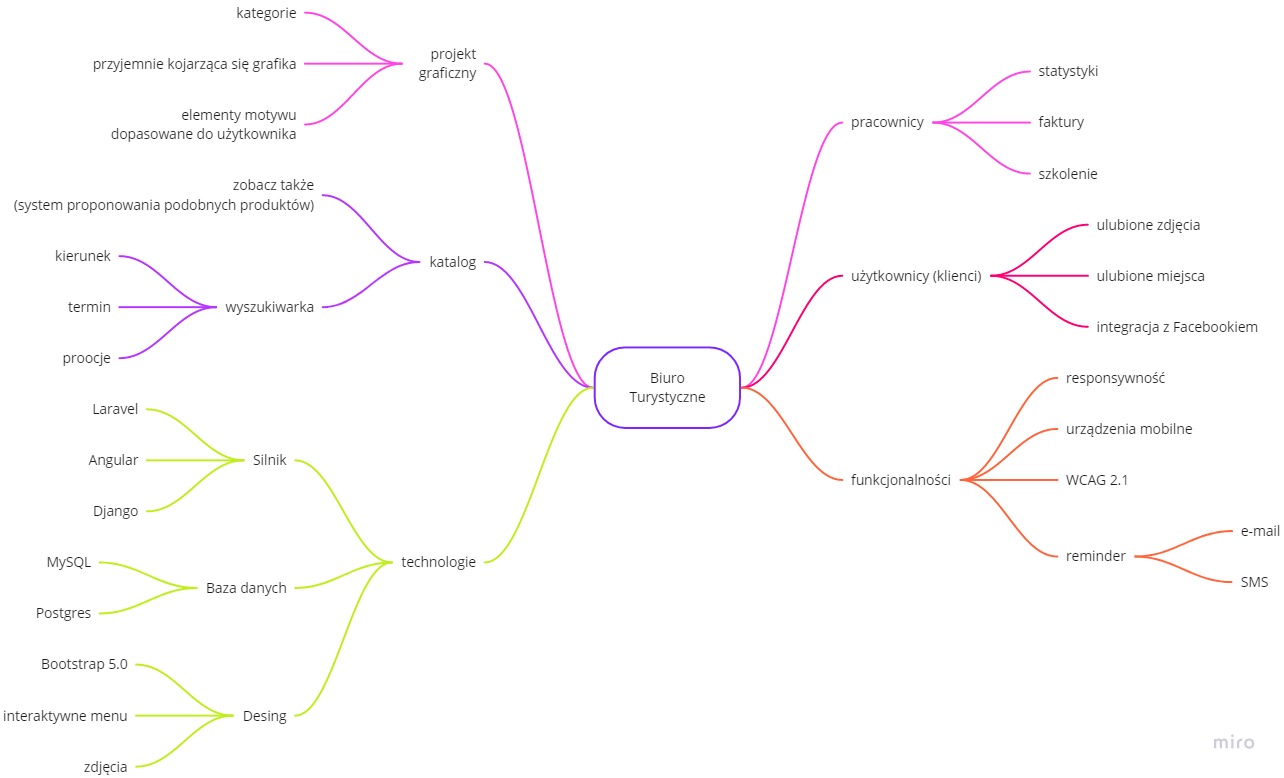 kategorie
przyjemnie kojarząca się grafika
elementy motywu
dopasowane do użytkownika
projekt
graficzny
zobacz także
(system proponowania podobnych produktów)
kierunek
termin
proocje
wyszukiwarka
katalog
Laravel
Angular
Django
Silnik
MySQL
Postgres
Baza danych
Bootstrap 5.0
interaktywne menu
zdjęcia
Desing
technologie
Biuro
Turystyczne
pracownicy
statystyki
faktury
szkolenie
użytkownicy (klienci)
ulubione zdjęcia
ulubione miejsca
integracja z Facebookiem
funkcjonalności
responsywność
urządzenia mobilne
WCAG 2.1
reminder
e-mail
SMS
miro